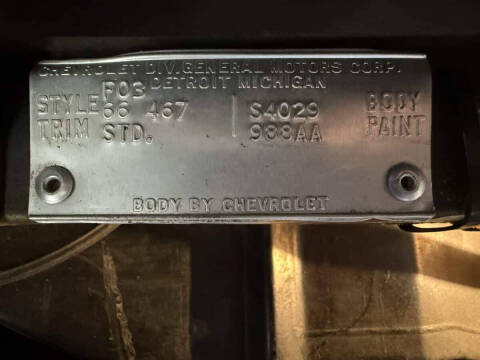 CHEVROLET DIV. GENERAL MOTORS CORP.
F03 DETROIT MICHIGAN
STYLE 66 467 | S4029 BODY
TRIM STD. 988AA PAINT
BODY BY CHEVROLET